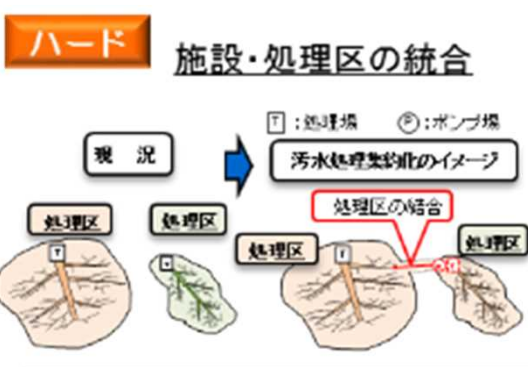 ハード
施設・処理区の統合
T:処理場 P:ポンプ場
現 況
汚水処理集約化のイメージ
処理区の結合
処理区
処理区
処理区
処理区
T
T